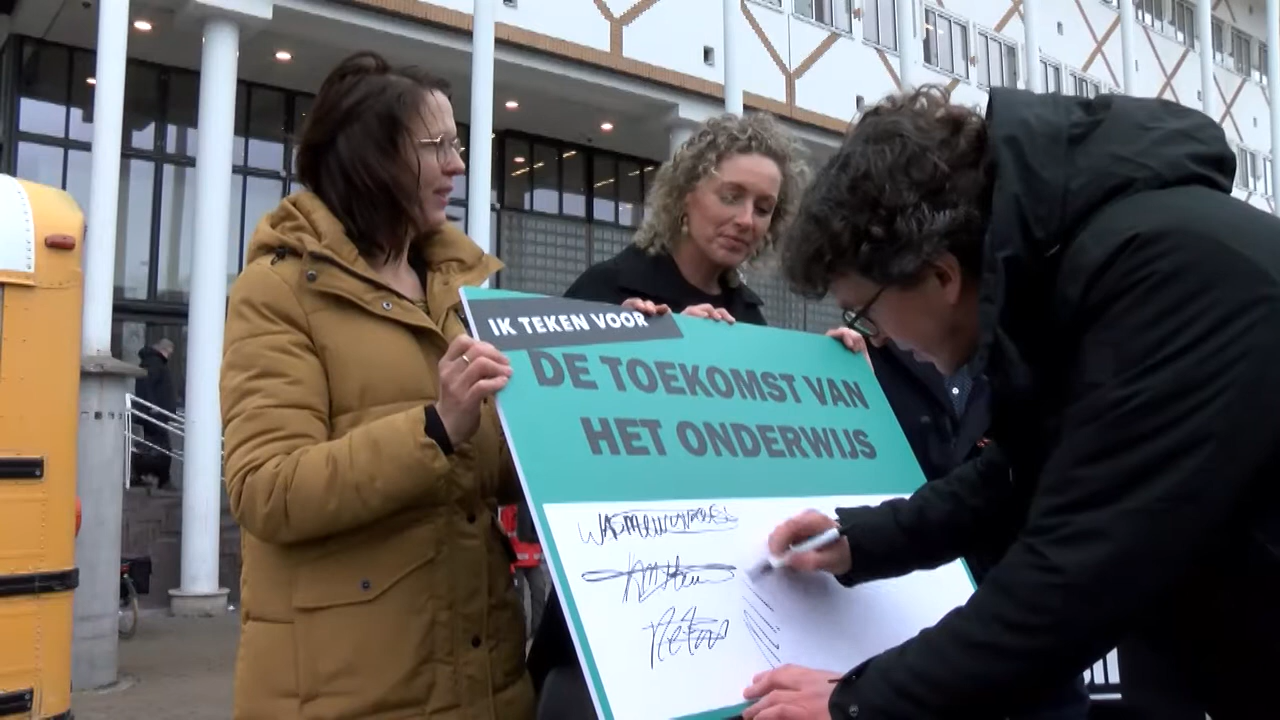 IK TEKEN VOOR
DE TOEKOMST VAN
HET ONDERWIJS